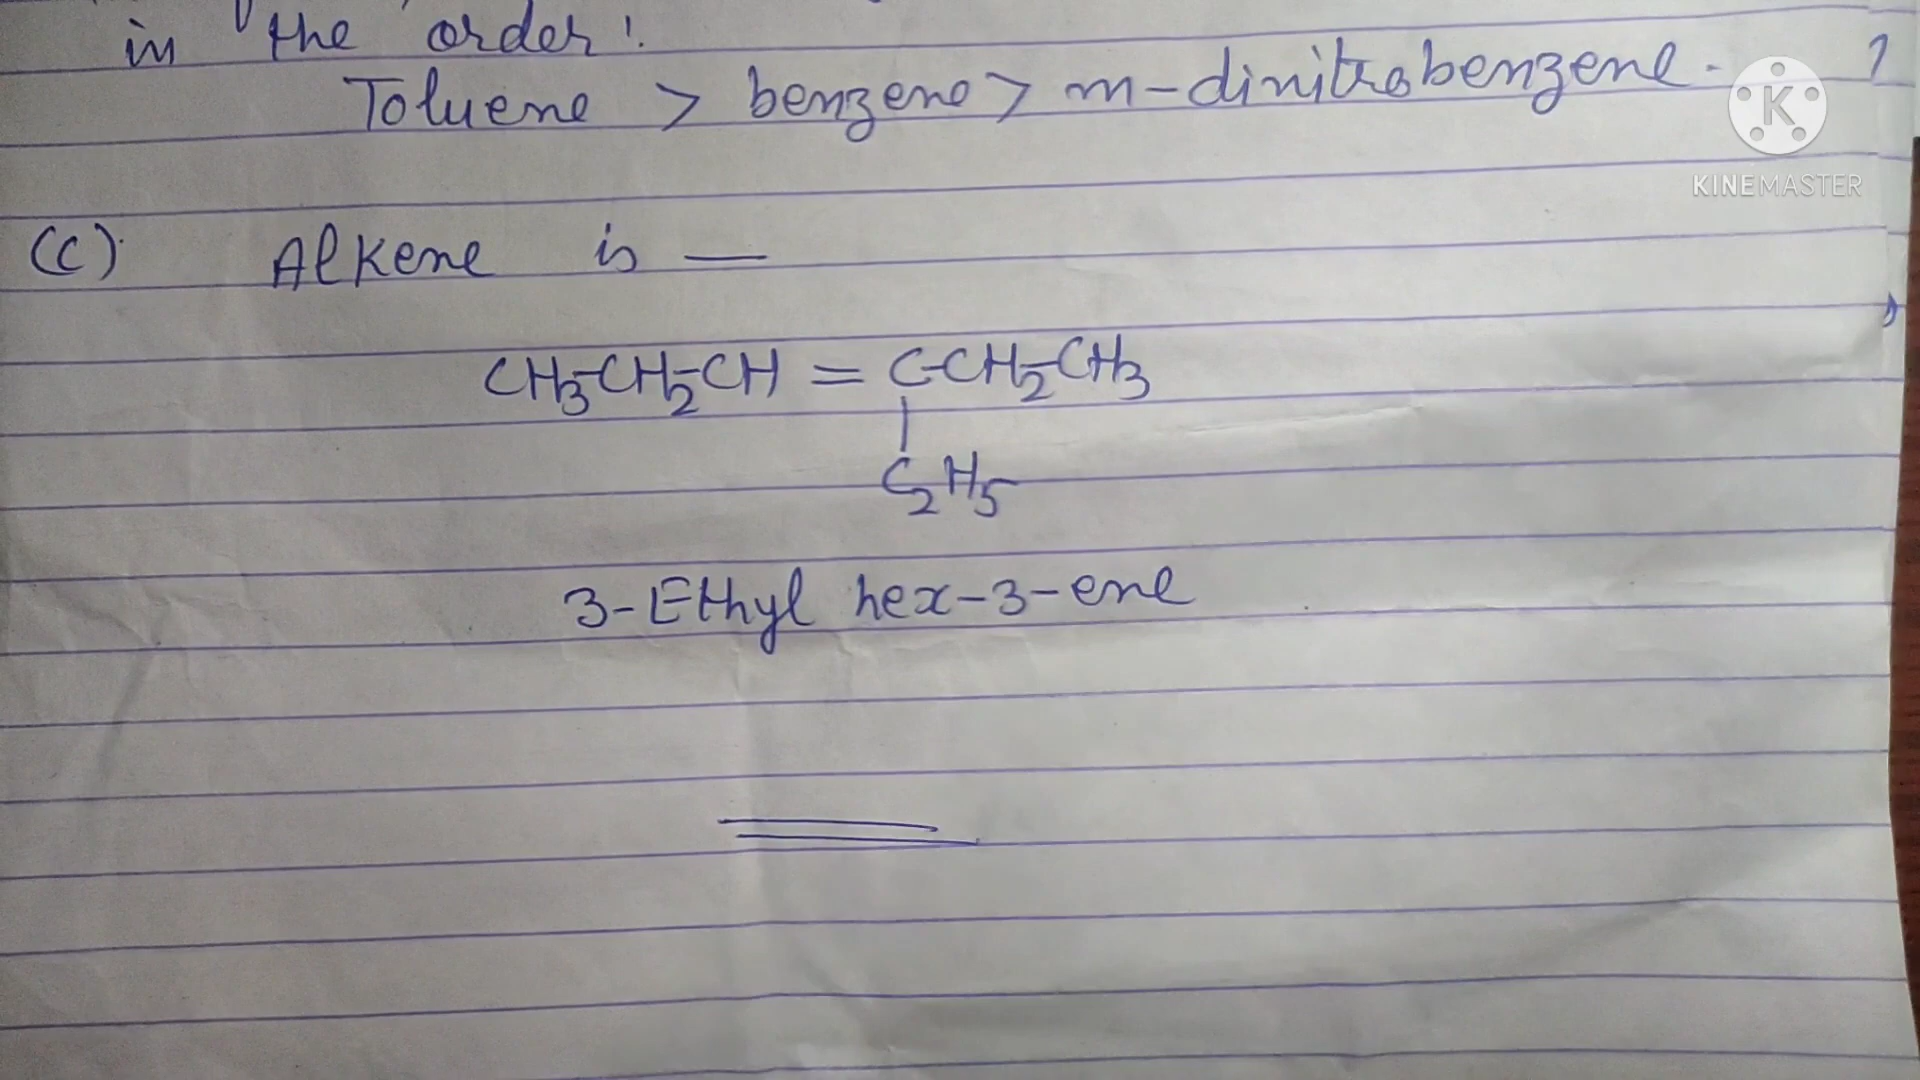 in the order!
Toluene > benzene > m-dinitrobenzene.
K
KINEMASTER
(C) Alkene is —
CH3-CH2-CH = C-CH2-CH3
|
C2H5
3-Ethyl hex-3-ene